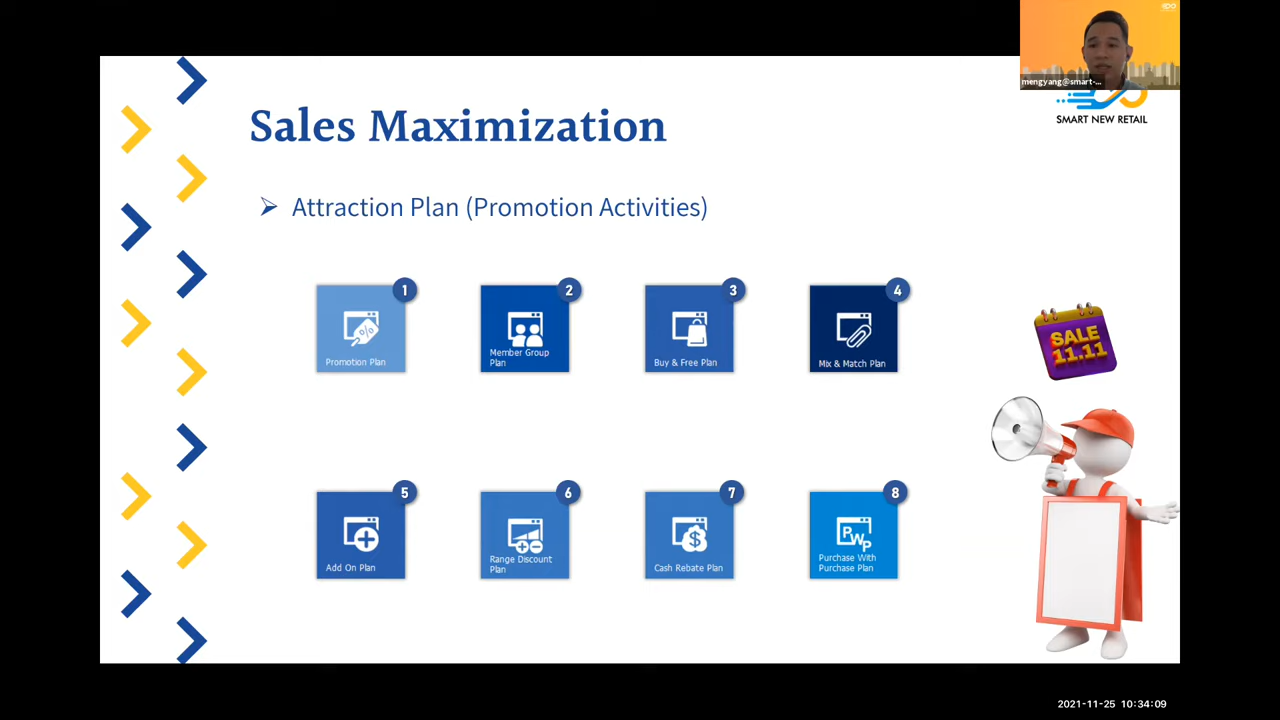 mengyang@smart-...
SMART NEW RETAIL
Sales Maximization
Attraction Plan (Promotion Activities)
1
Promotion Plan
2
Member Group
Plan
3
Buy & Free Plan
4
Mix & Match Plan
SALE
11.11
5
Add On Plan
6
Range Discount
Plan
7
$
Cash Rebate Plan
8
PWP
Purchase With
Purchase Plan
2021-11-25 10:34:09